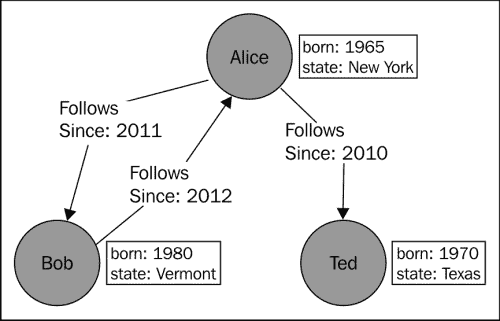 Alice
born: 1965
state: New York
Follows
Since: 2011
Follows
Since: 2010
Follows
Since: 2012
Bob
born: 1980
state: Vermont
Ted
born: 1970
state: Texas